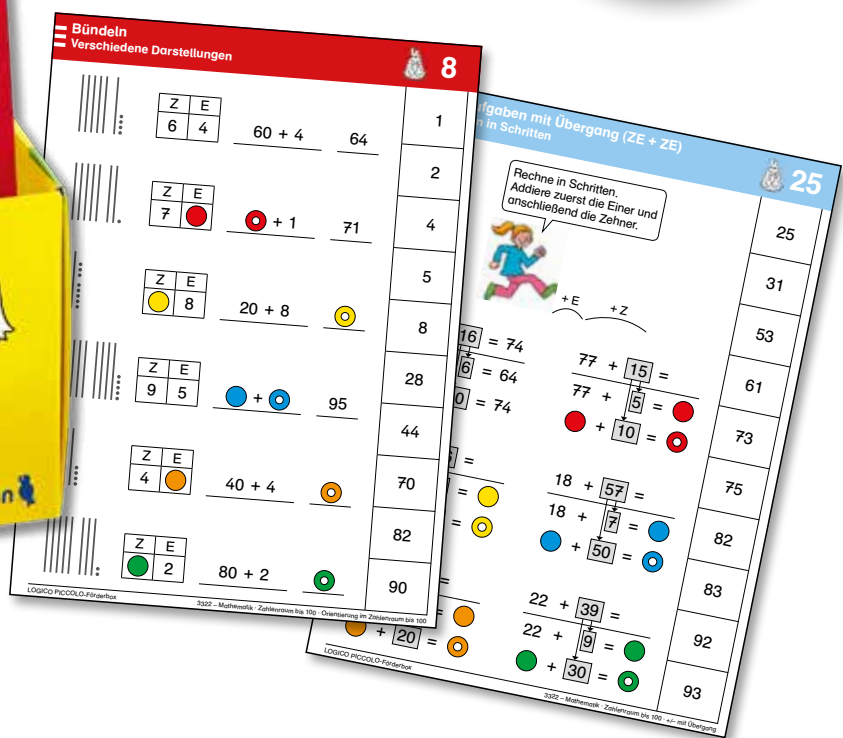 Bündeln
Verschiedene Darstellungen
8
Z E
6 4
60 + 4
64
Z E
7
+ 1
71
Z E
8
20 + 8
Z E
9 5
+
95
Z E
4
40 + 4
Z E
2
80 + 2
1
2
4
5
8
28
44
70
82
90
LOGICO PICCOLO-Förderbox
3322 – Mathematik · Zahlenraum bis 100 · Orientierung im Zahlenraum bis 100
mit Übergang (ZE + ZE)
in Schritten
25
Rechne in Schritten.
Addiere zuerst die Einer und
anschließend die Zehner.
+ E
+ Z
16 = 74
6 = 64
0 = 74
=
=
=
=
=
+ 20 =
77 + 15 =
77 + 5 =
+ 10 =
18 + 57 =
18 + 7 =
+ 50 =
22 + 39 =
22 + 9 =
+ 30 =
25
31
53
61
73
75
82
83
92
93
LOGICO PICCOLO-Förderbox
3322 – Mathematik · Zahlenraum bis 100 · +/– mit Übergang